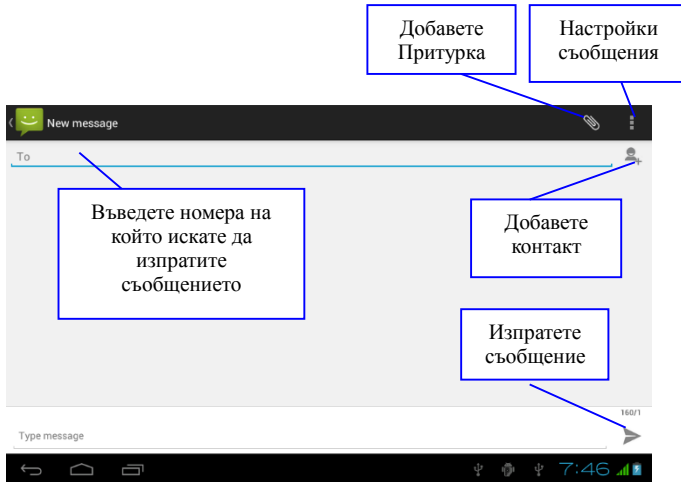 Добавете
Притурка
Настройки
съобщения
New message
To
Въведете номера на
който искате да
изпратите
съобщението
Добавете
контакт
Изпратете
съобщение
160/1
Type message
7:46